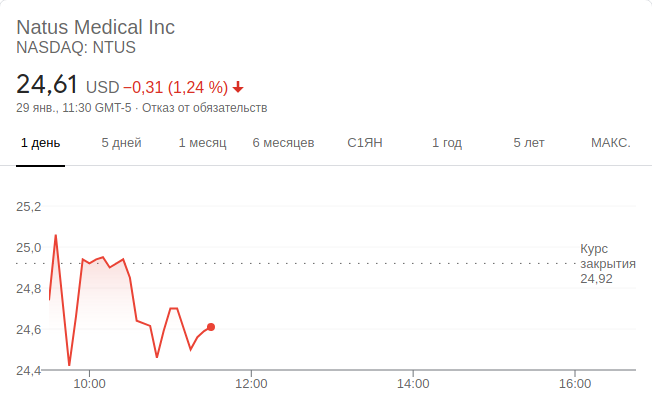 Natus Medical Inc
NASDAQ: NTUS
24,61 USD −0,31 (1,24 %)
29 янв., 11:30 GMT-5 · Отказ от обязательств
1 день 5 дней 1 месяц 6 месяцев С1ЯН 1 год 5 лет МАКС.
25,2
25,0
24,8
24,6
24,4
Курс
закрытия
24,92
10:00 12:00 14:00 16:00